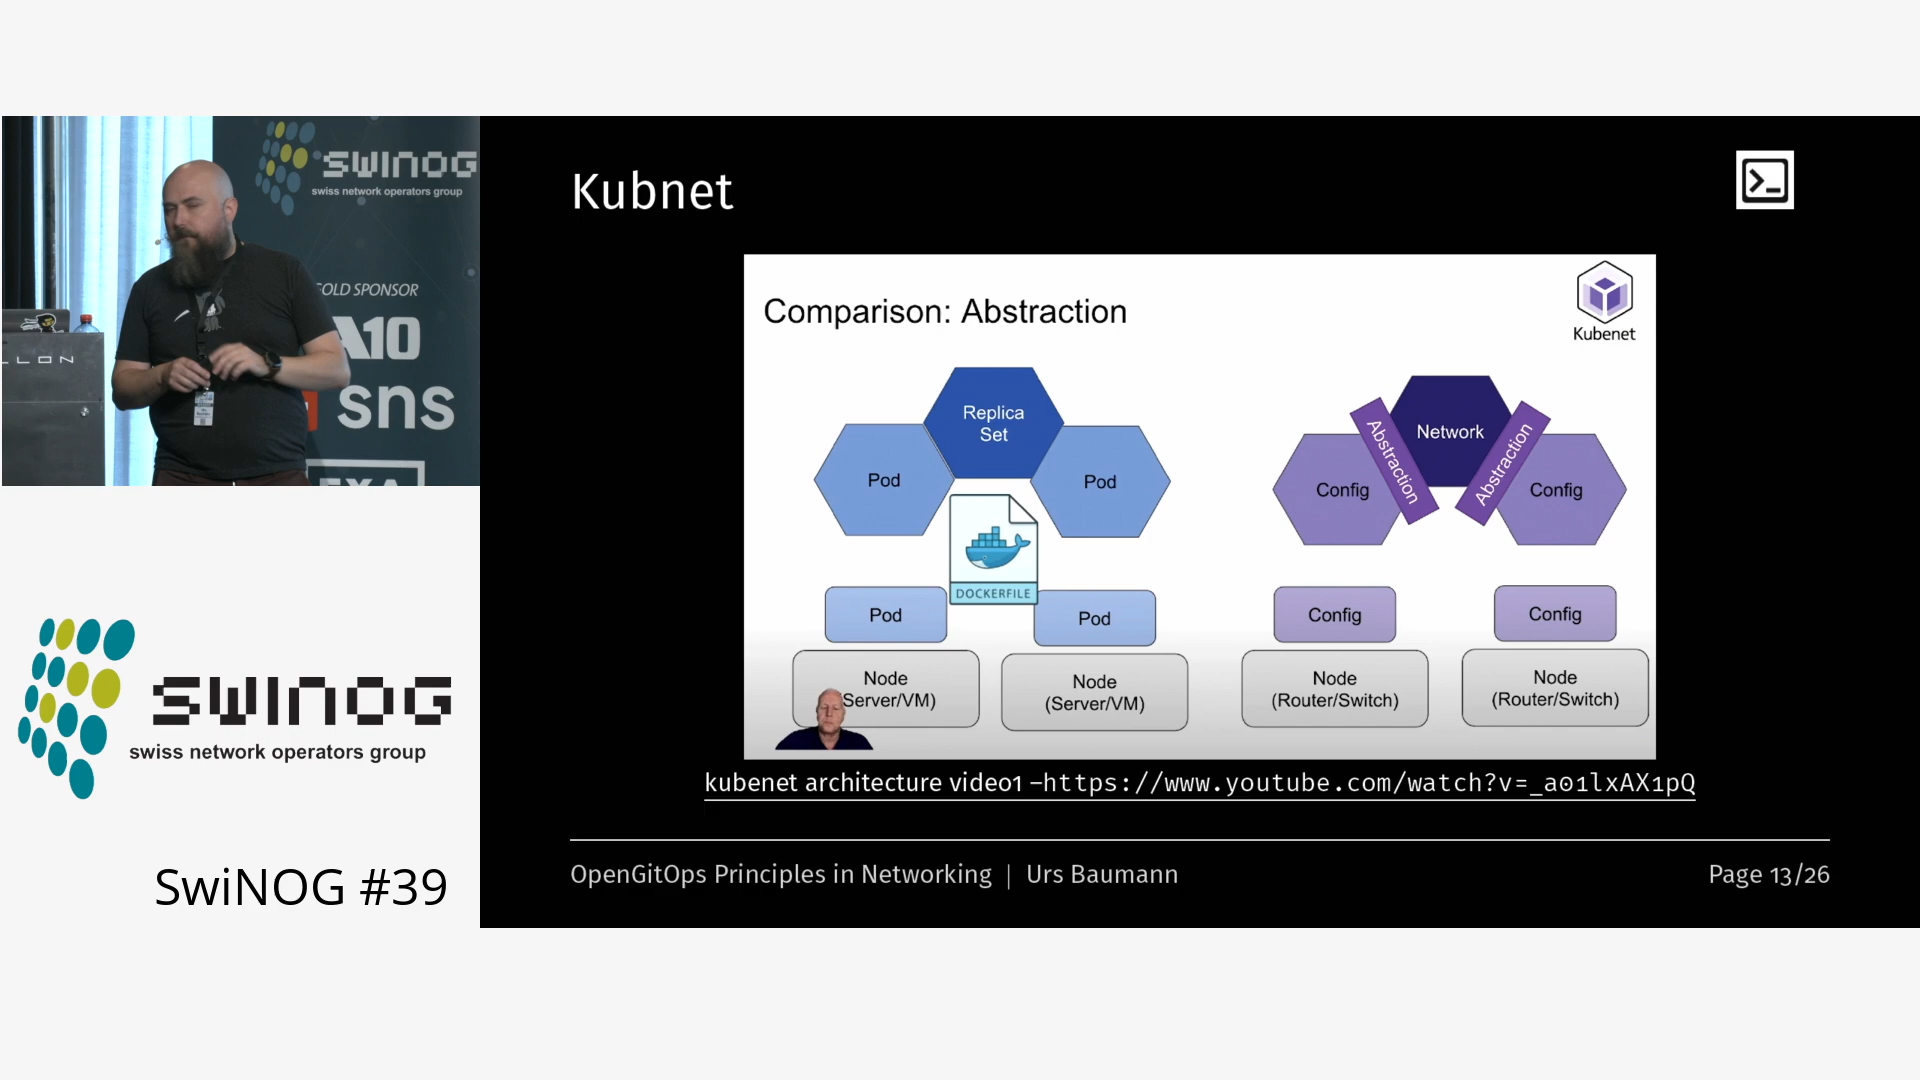 SWINOG
swiss network operators group
GOLD SPONSOR
A10
sns
EXA
SWINOG
swiss network operators group
SwiNOG #39
Kubnet
Comparison: Abstraction
Kubenet
Replica
Set
Pod
Pod
DOCKERFILE
Pod
Pod
Node
(Server/VM)
Node
(Server/VM)
Network
Abstraction
Abstraction
Config
Config
Config
Config
Node
(Router/Switch)
Node
(Router/Switch)
kubenet architecture video1 –https://www.youtube.com/watch?v=_a01lxAX1pQ
OpenGitOps Principles in Networking | Urs Baumann
Page 13/26